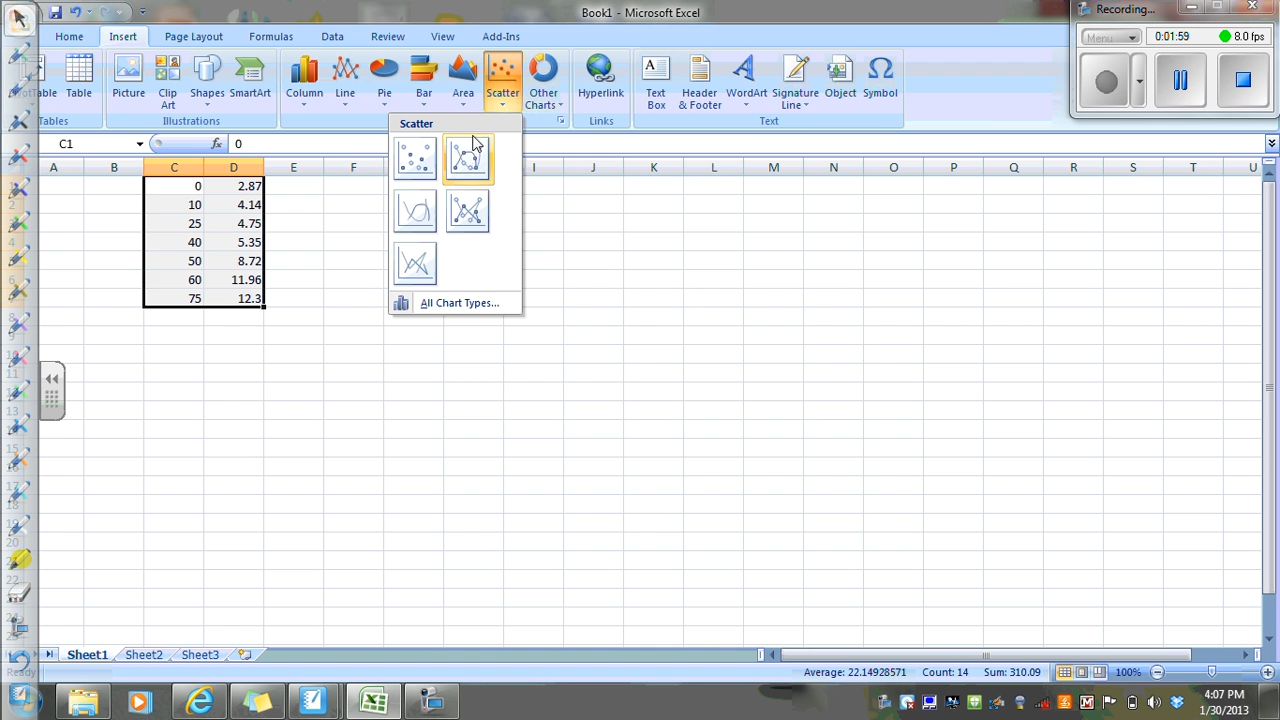 Book1 - Microsoft Excel
Recording...
Menu
00:01:59
8.0 fps
Home Insert Page Layout Formulas Data Review View Add-Ins
Table Picture Clip Art Shapes SmartArt Column Line Pie Bar Area Scatter Other Charts Hyperlink Text Box Header & Footer WordArt Signature Line Object Symbol
Tables Illustrations Links Text
Scatter
All Chart Types...
C1 fx 0
A B C D E F I J K L M N O P Q R S T U
0 2.87
10 4.14
25 4.75
40 5.35
50 8.72
60 11.96
75 12.3
Sheet1 Sheet2 Sheet3
Ready
Average: 22.14928571 Count: 14 Sum: 310.09 100%
4:07 PM
1/30/2013